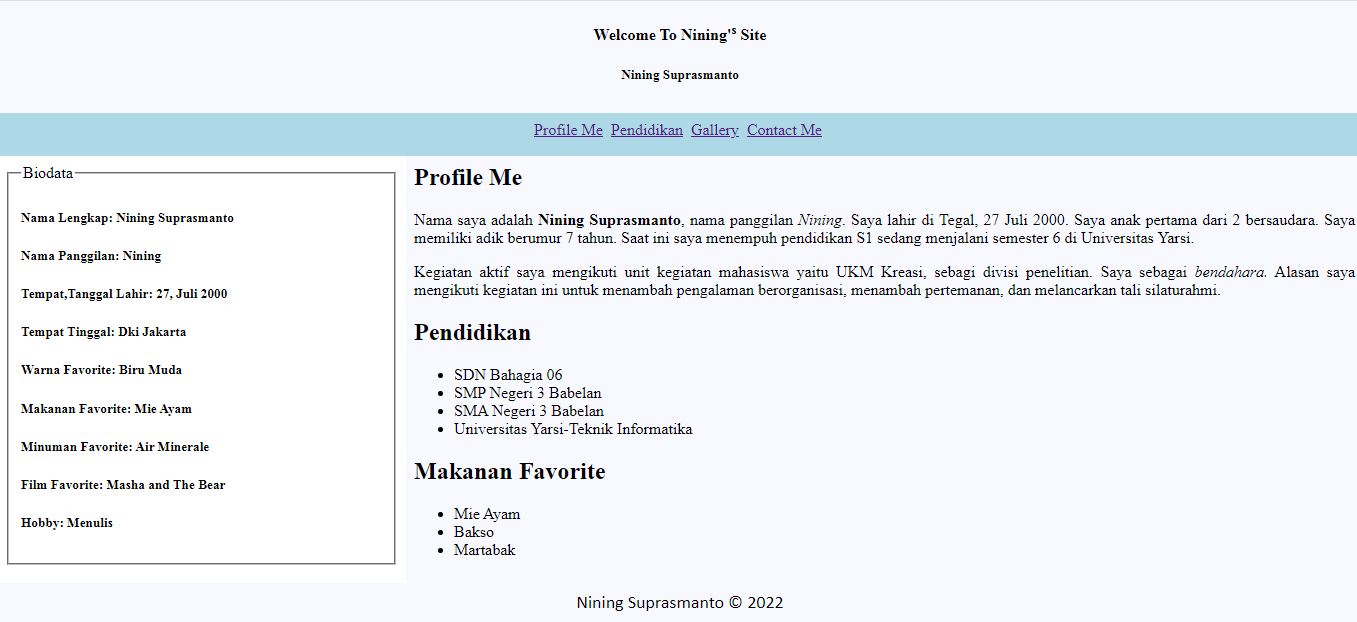 Welcome To Nining's Site
Nining Suprasmanto
Profile Me Pendidikan Gallery Contact Me
Biodata
Nama Lengkap: Nining Suprasmanto
Nama Panggilan: Nining
Tempat,Tanggal Lahir: 27, Juli 2000
Tempat Tinggal: Dki Jakarta
Warna Favorite: Biru Muda
Makanan Favorite: Mie Ayam
Minuman Favorite: Air Minerale
Film Favorite: Masha and The Bear
Hobby: Menulis
Profile Me
Nama saya adalah Nining Suprasmanto, nama panggilan Nining. Saya lahir di Tegal, 27 Juli 2000. Saya anak pertama dari 2 bersaudara. Saya
memiliki adik berumur 7 tahun. Saat ini saya menempuh pendidikan S1 sedang menjalani semester 6 di Universitas Yarsi.
Kegiatan aktif saya mengikuti unit kegiatan mahasiswa yaitu UKM Kreasi, sebagi divisi penelitian. Saya sebagai bendahara. Alasan saya
mengikuti kegiatan ini untuk menambah pengalaman berorganisasi, menambah pertemanan, dan melancarkan tali silaturahmi.
Pendidikan
SDN Bahagia 06
SMP Negeri 3 Babelan
SMA Negeri 3 Babelan
Universitas Yarsi-Teknik Informatika
Makanan Favorite
Mie Ayam
Bakso
Martabak
Nining Suprasmanto © 2022